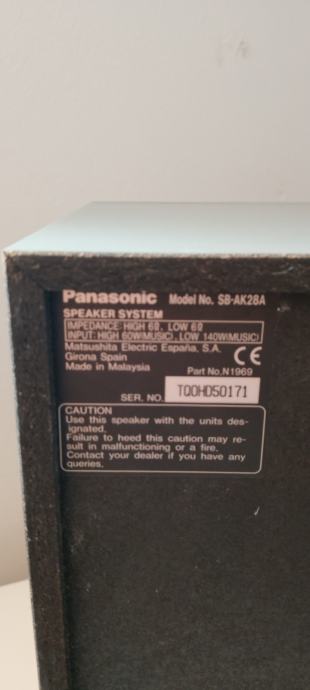 Panasonic Model No. SB-AK28A
SPEAKER SYSTEM
IMPEDANCE: HIGH 6Ω, LOW 6Ω
INPUT: HIGH 60W(MUSIC), LOW 140W(MUSIC)
Matsushita Electric España, S.A.
Girona Spain CE
Made in Malaysia
Part No.N1969
SER. NO. TQ0HD50171
CAUTION
Use this speaker with the units des-
ignated.
Failure to heed this caution may re-
sult in malfunctioning or a fire.
Contact your dealer if you have any
queries.